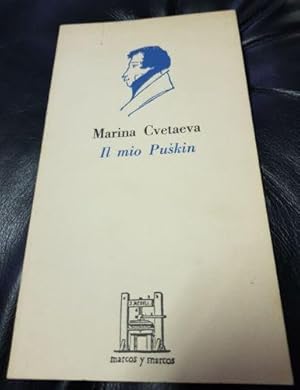 Marina Cvetaeva
Il mio Puškin
marcos y marcos